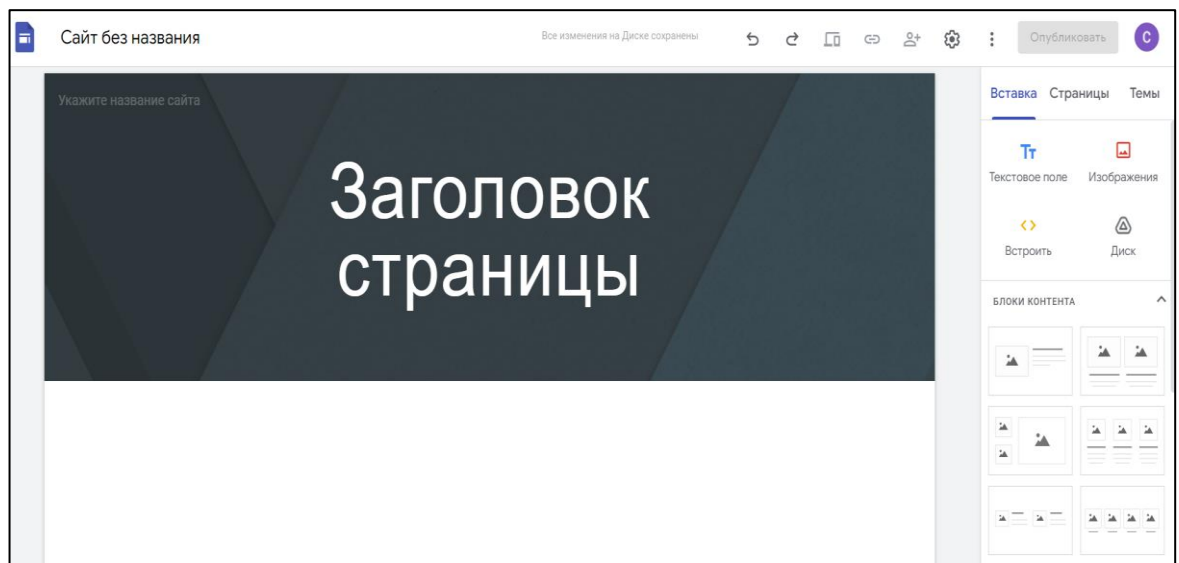 Сайт без названия
Все изменения на Диске сохранены
Опубликовать
C
Укажите название сайта
Заголовок
страницы
Вставка Страницы Темы
Тт
Текстовое поле Изображения
Встроить Диск
БЛОКИ КОНТЕНТА